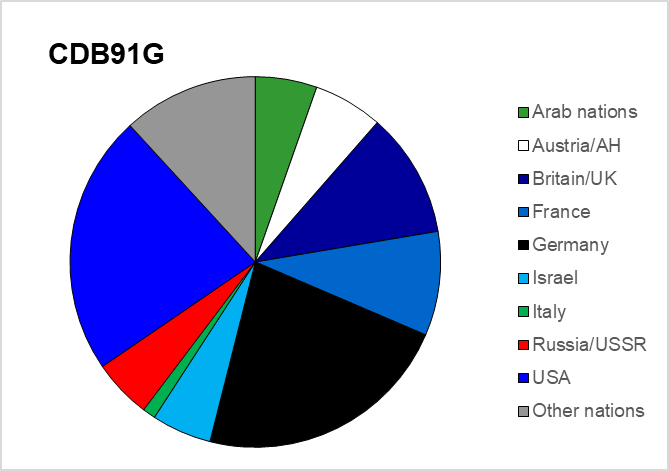 CDB91G
Arab nations
Austria/AH
Britain/UK
France
Germany
Israel
Italy
Russia/USSR
USA
Other nations